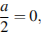 a/2 = 0,